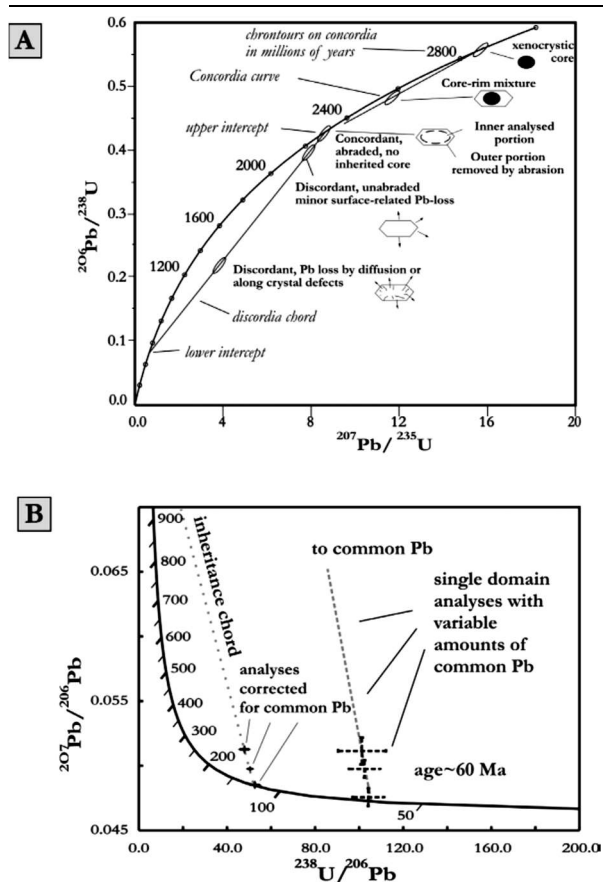 A
0.6
0.5
0.4
0.3
0.2
0.1
0.0
206Pb/238U
chrontours on concordia
in millions of years
2800
xenocrystic
core
Concordia curve
Core-rim mixture
2400
upper intercept
Concordant,
abraded, no
inherited core
Inner analysed
portion
Outer portion
removed by abrasion
2000
Discordant, unabraded
minor surface-related Pb-loss
1600
1200
Discordant, Pb loss by diffusion or
along crystal defects
discordia chord
800
lower intercept
0.0
4
8
12
16
20
207Pb/235U
B
0.065
0.055
0.045
207Pb/206Pb
900
800
700
600
500
400
300
200
100
50
inheritance chord
to common Pb
single domain
analyses with
variable
amounts of
common Pb
analyses
corrected
for common Pb
age~60 Ma
0.0
40.0
80.0
120.0
160.0
200.0
238U/206Pb